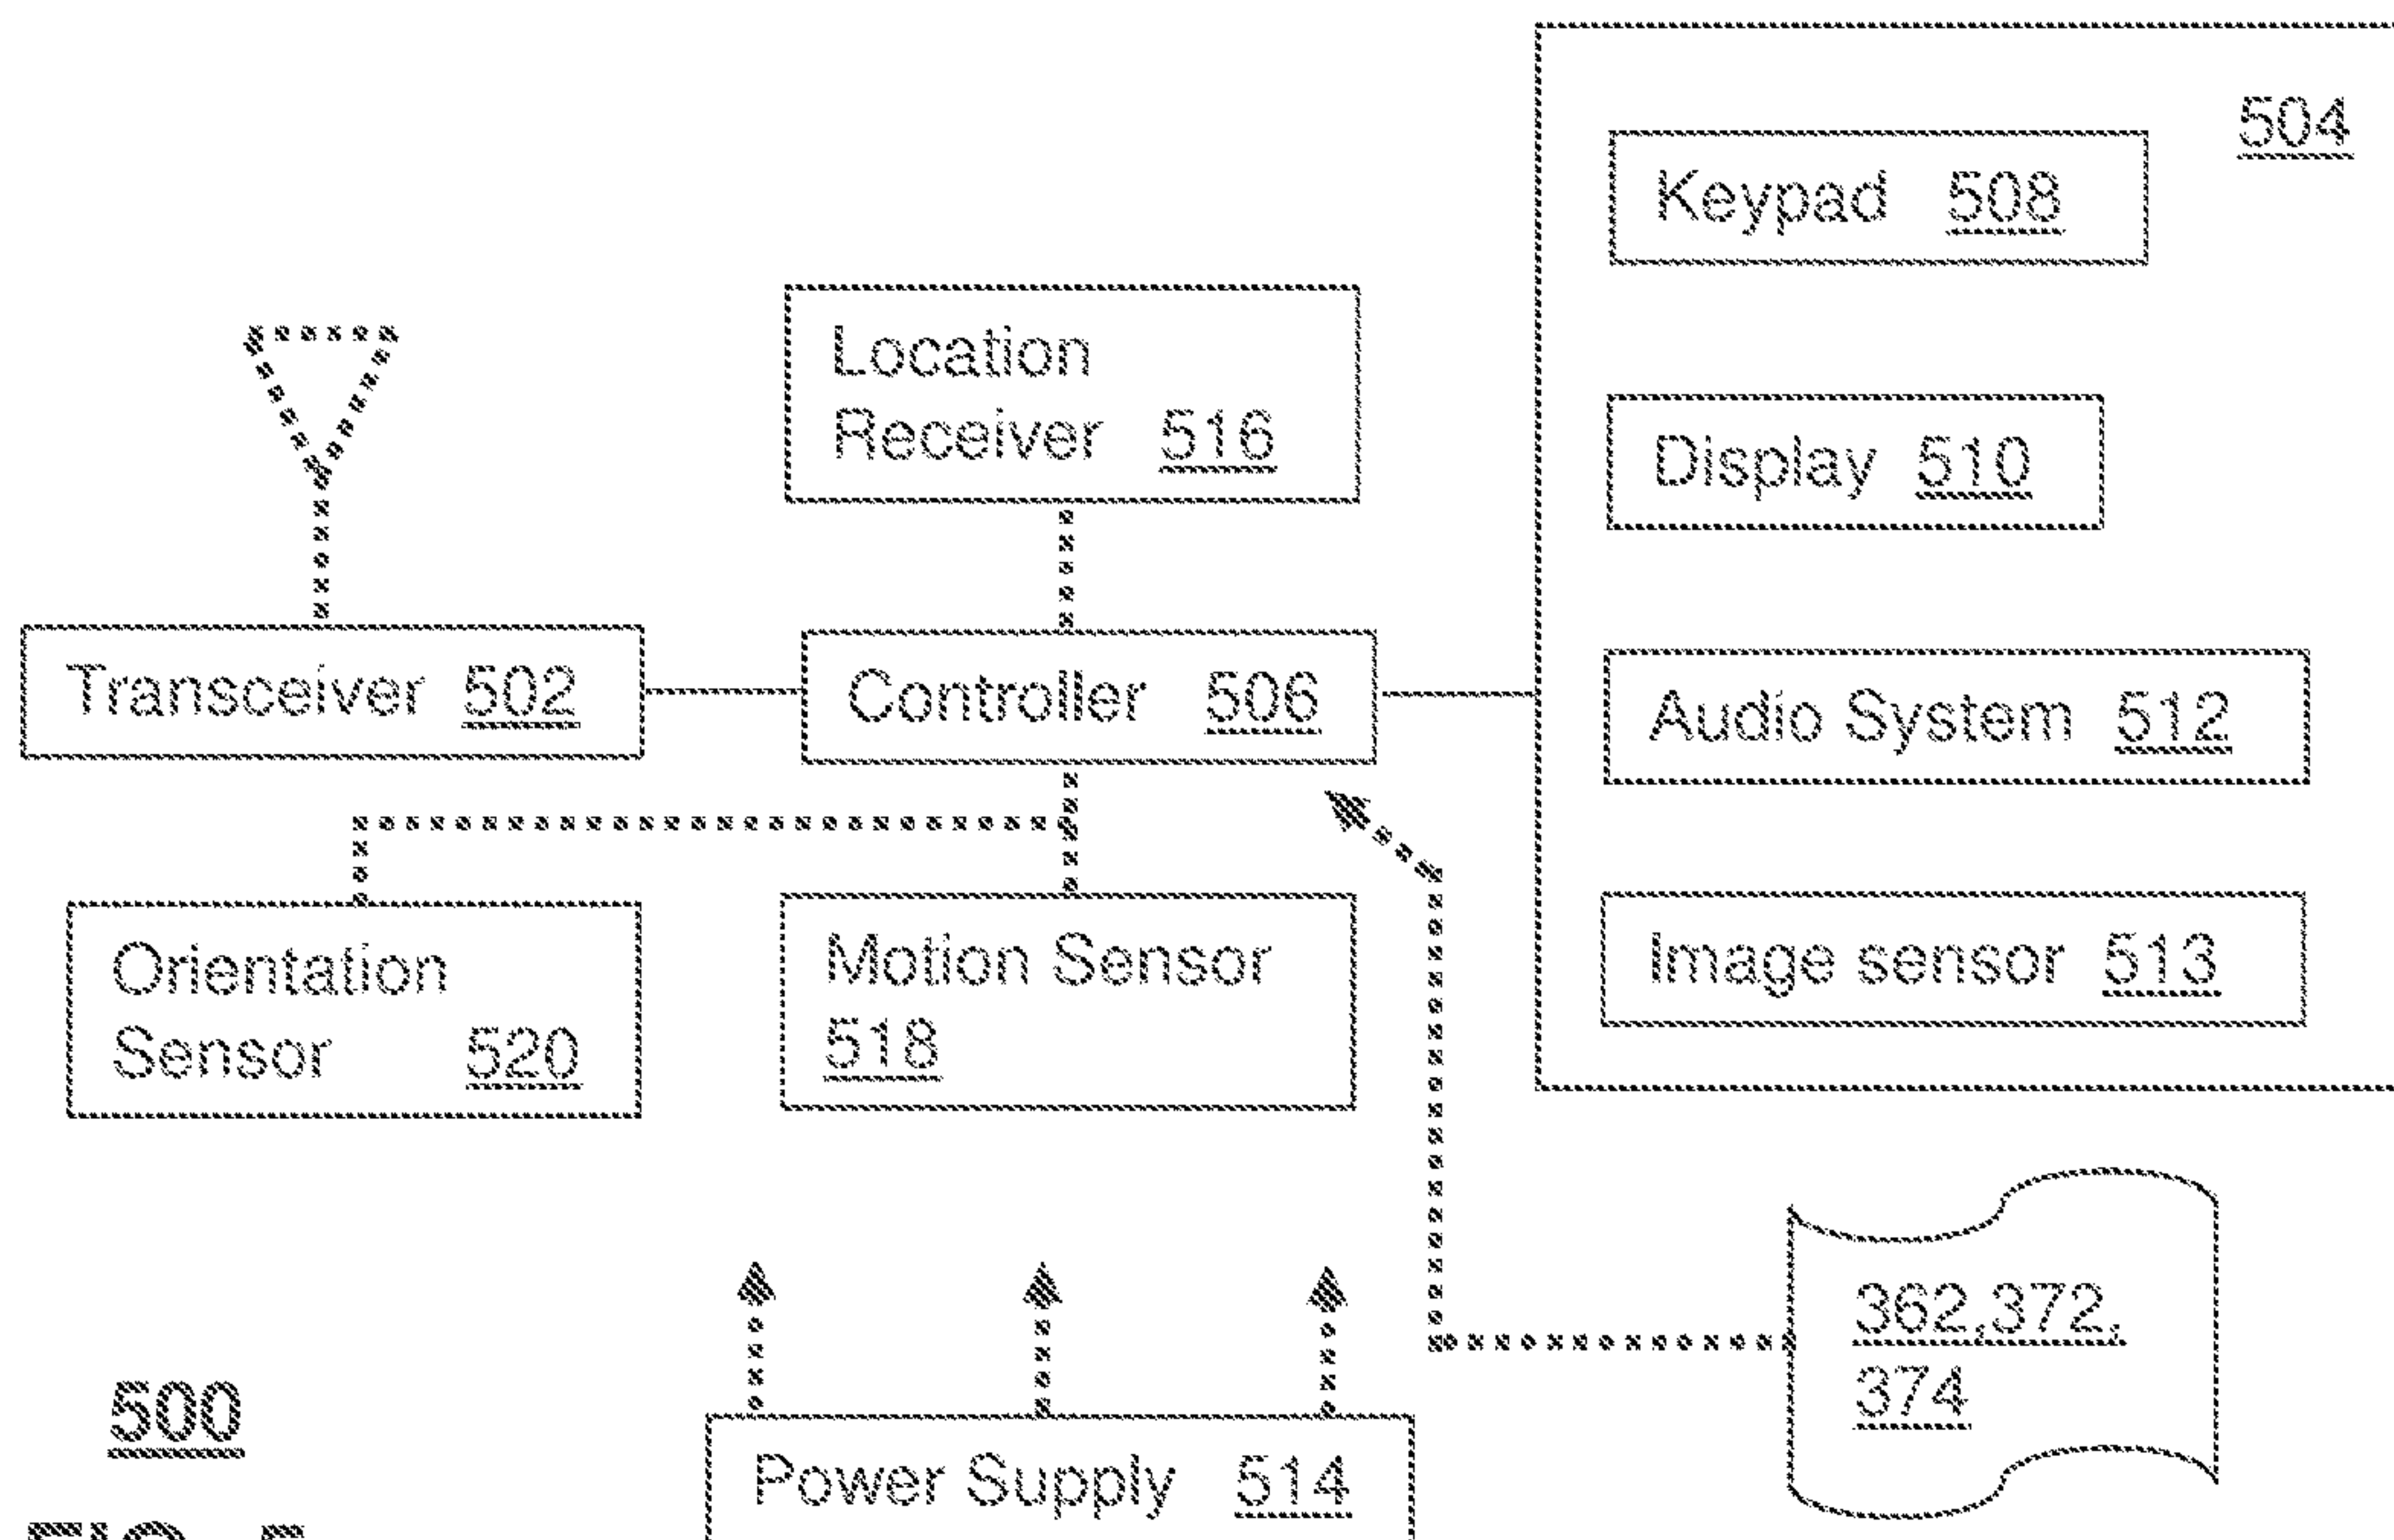 504
Keypad 508
Location
Receiver 516
Display 510
Transceiver 502
Controller 506
Audio System 512
Orientation
Sensor 520
Motion Sensor
518
Image sensor 513
362,372,
374
500
Power Supply 514